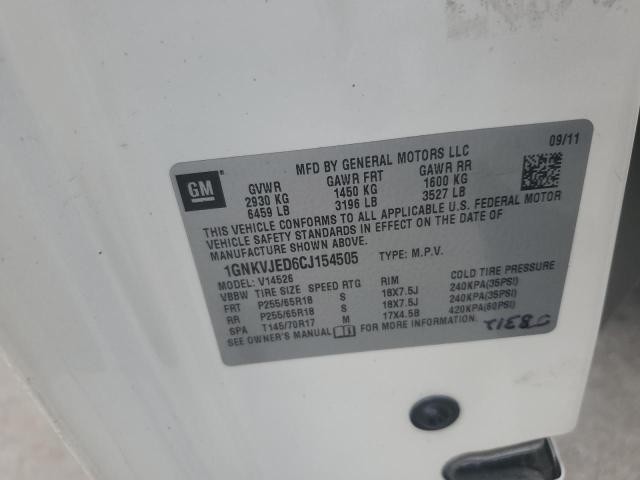 09/11
MFD BY GENERAL MOTORS LLC
GM
GVWR GAWR FRT GAWR RR
2930 KG 1450 KG 1600 KG
6459 LB 3196 LB 3527 LB
THIS VEHICLE CONFORMS TO ALL APPLICABLE U.S. FEDERAL MOTOR
VEHICLE SAFETY STANDARDS IN EFFECT ON THE DATE OF
MANUFACTURE SHOWN ABOVE.
1GNKVJED6CJ154505 TYPE: M.P.V.
MODEL: V14526
VBBW TIRE SIZE SPEED RTG RIM COLD TIRE PRESSURE
FRT P255/65R18 S 18X7.5J 240KPA(35PSI)
RR P255/65R18 S 18X7.5J 240KPA(35PSI)
SPA T145/70R17 M 17X4.5B 420KPA(60PSI)
SEE OWNER'S MANUAL FOR MORE INFORMATION.